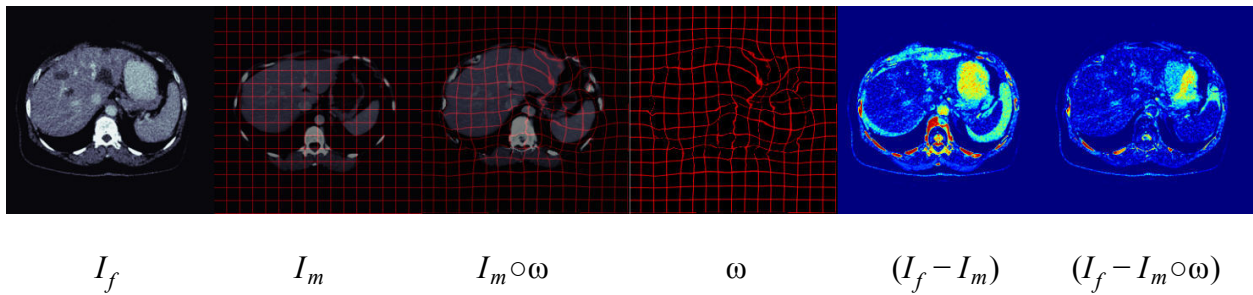 I_f I_m I_m∘ω ω (I_f − I_m) (I_f − I_m∘ω)